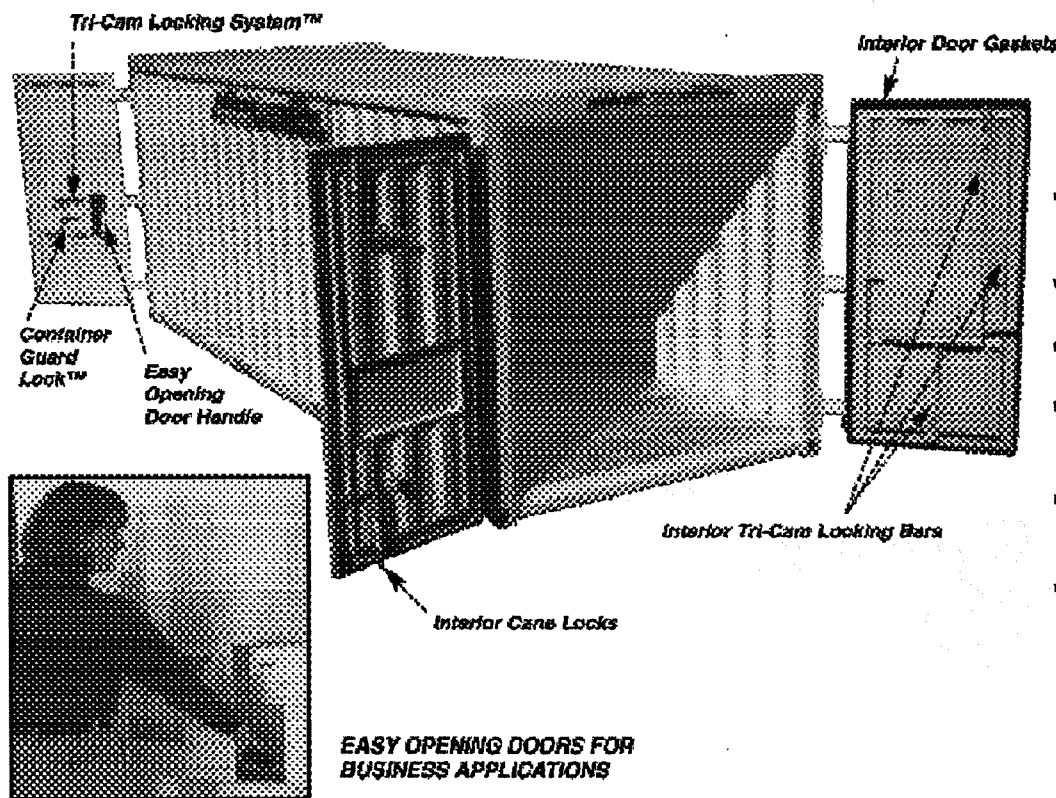 Tri-Cam Locking System™
Interior Door Gaskets
Container
Guard
Lock™
Easy
Opening
Door Handle
Interior Tri-Cam Locking Bars
Interior Cane Locks
EASY OPENING DOORS FOR
BUSINESS APPLICATIONS